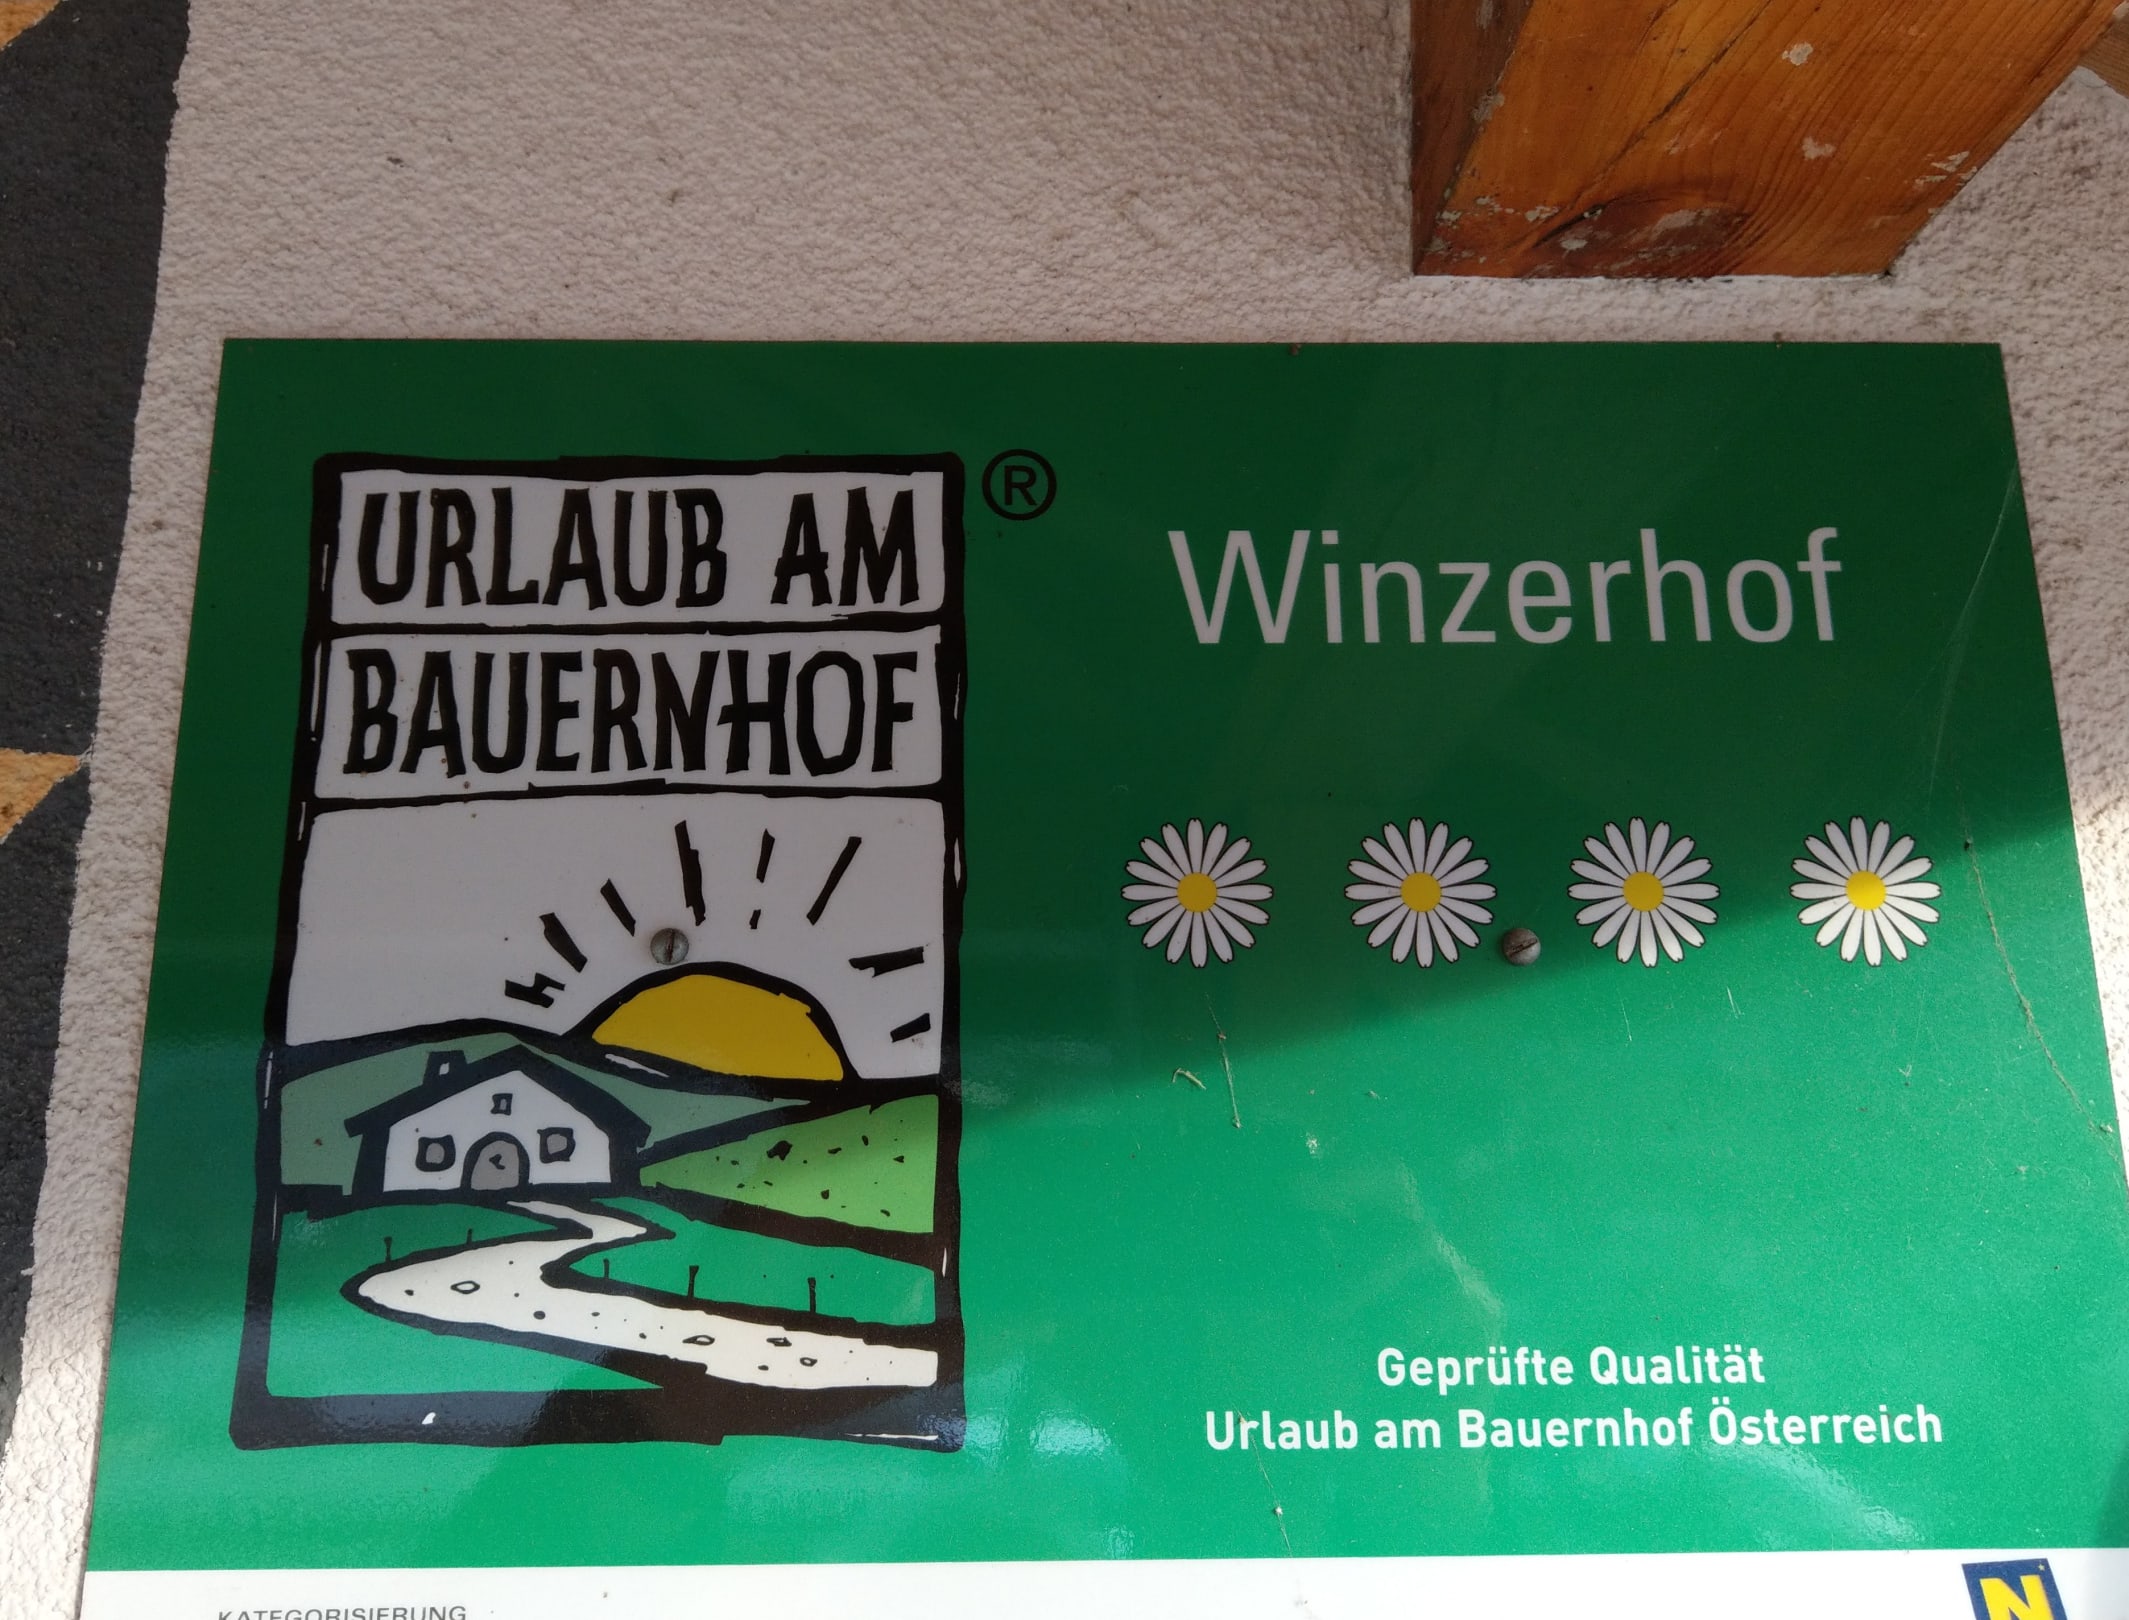 URLAUB AM
BAUERNHOF
®
Winzerhof
Geprüfte Qualität
Urlaub am Bauernhof Österreich
KATEGORISIERUNG
N